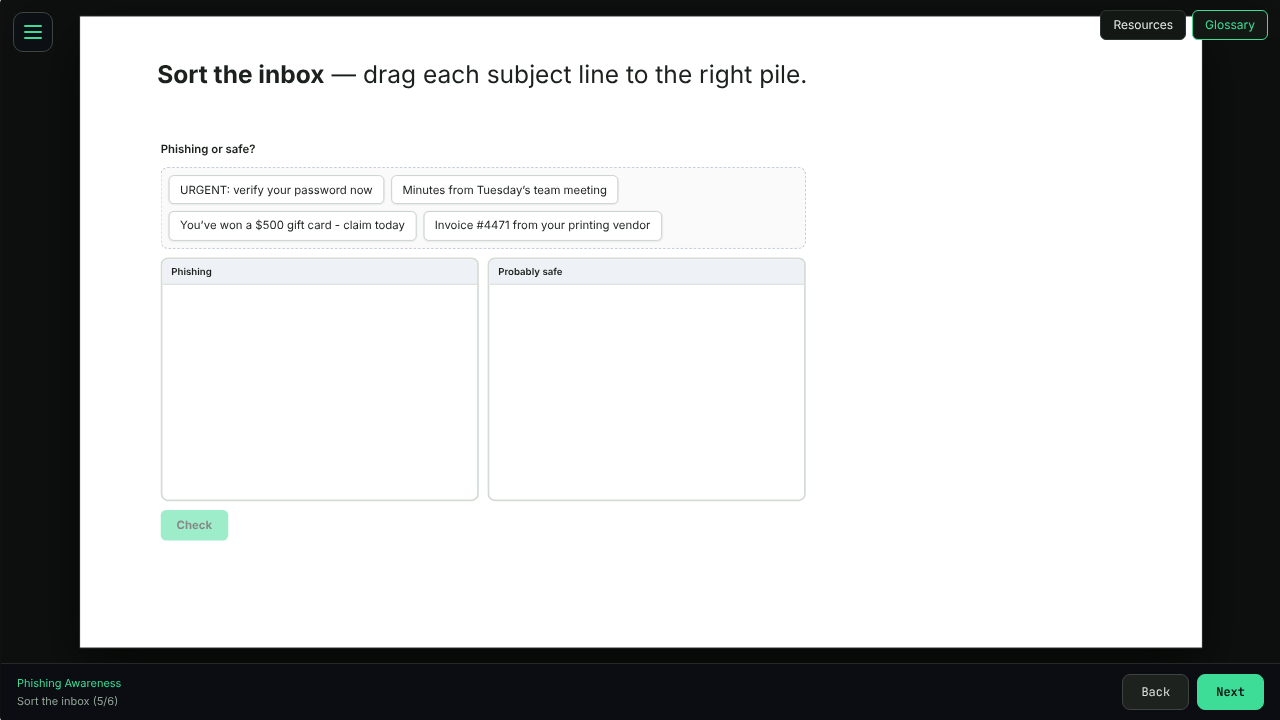 Resources
Glossary
Sort the inbox — drag each subject line to the right pile.
Phishing or safe?
URGENT: verify your password now
Minutes from Tuesday’s team meeting
You’ve won a $500 gift card - claim today
Invoice #4471 from your printing vendor
Phishing
Probably safe
Check
Phishing Awareness
Sort the inbox (5/6)
Back
Next